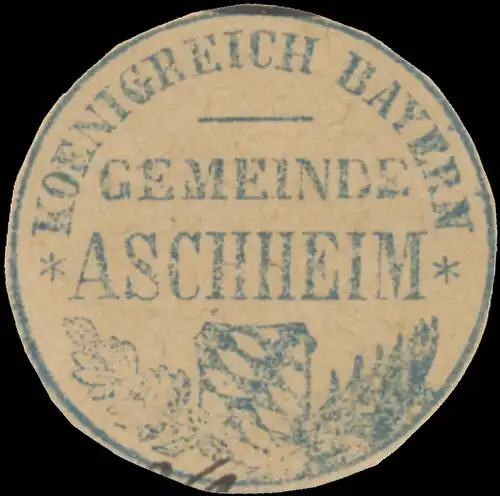 KOENIGREICH BAYERN
GEMEINDE
* ASCHHEIM *